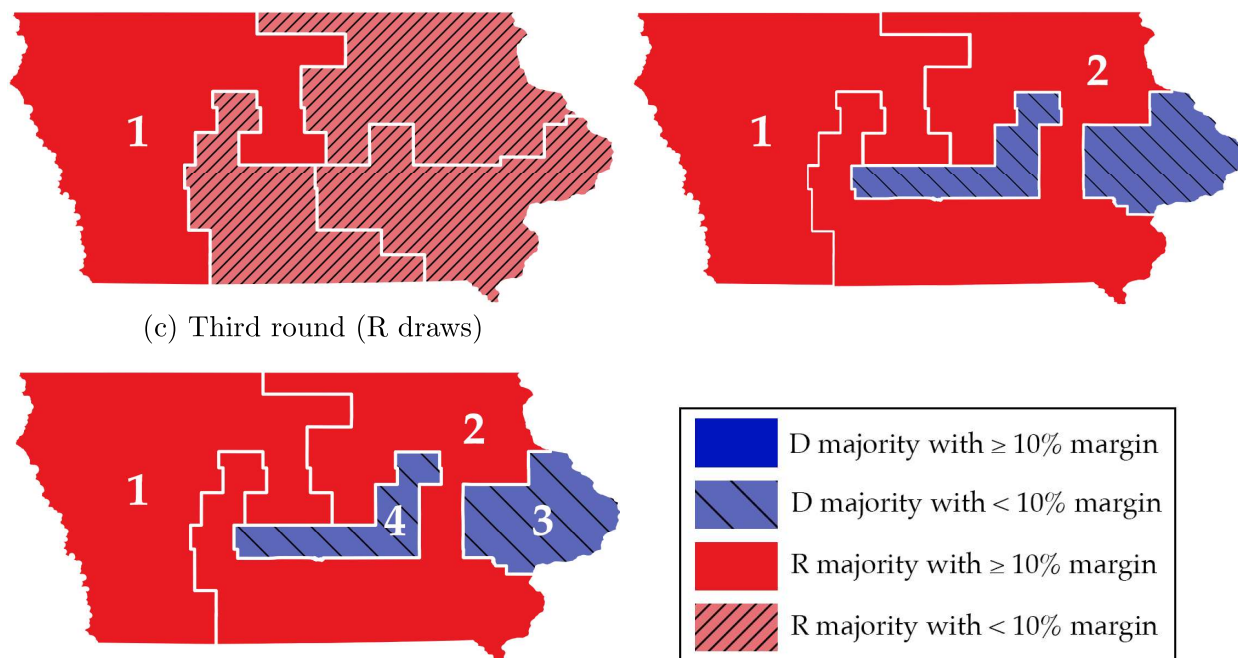 1
1
2
(c) Third round (R draws)
1
2
4
3
D majority with ≥ 10% margin
D majority with < 10% margin
R majority with ≥ 10% margin
R majority with < 10% margin